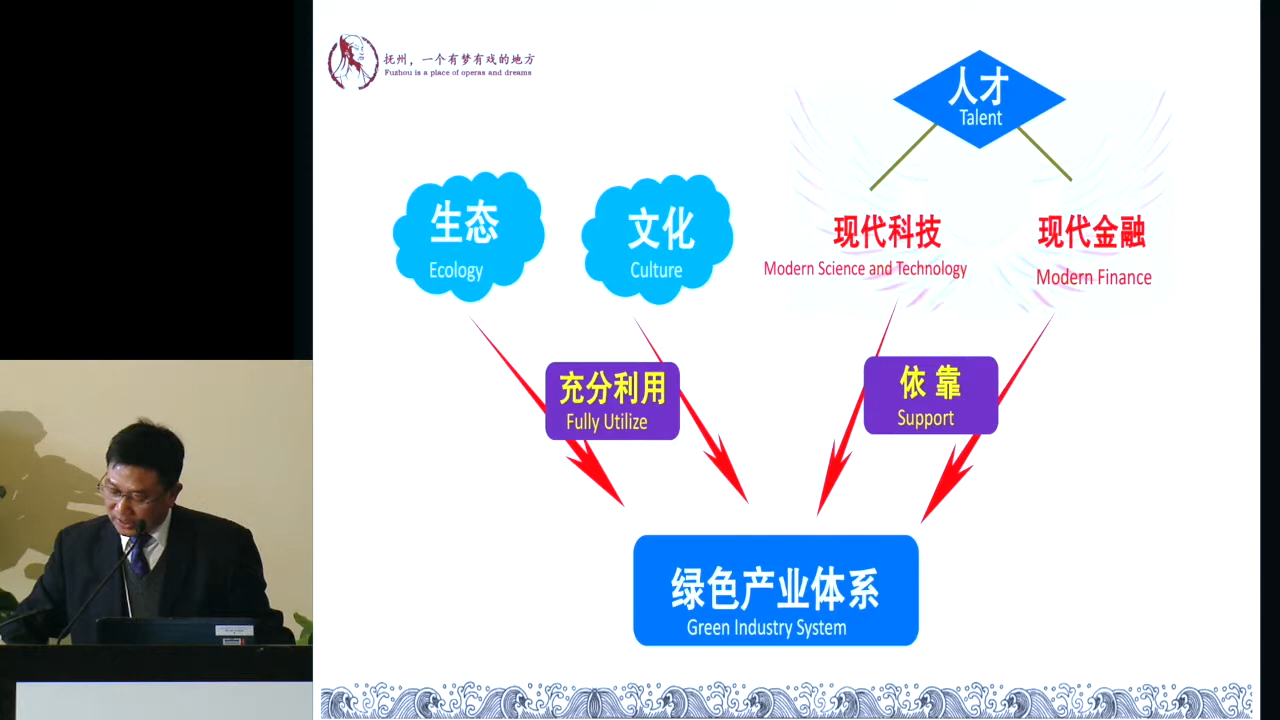 抚州，一个有梦有戏的地方
Fuzhou is a place of operas and dreams
人才
Talent
生态
Ecology
文化
Culture
现代科技
Modern Science and Technology
现代金融
Modern Finance
充分利用
Fully Utilize
依靠
Support
绿色产业体系
Green Industry System